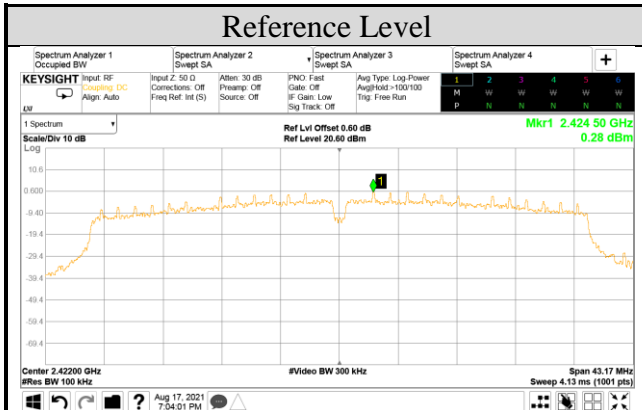 Reference Level
Spectrum Analyzer 1
Occupied BW
Spectrum Analyzer 2
Swept SA
Spectrum Analyzer 3
Swept SA
Spectrum Analyzer 4
Swept SA
+
KEYSIGHT
Input: RF
Coupling: DC
Align: Auto
Input Z: 50 Ω
Corrections: Off
Freq Ref: Int (S)
Atten: 30 dB
Preamp: Off
Source: Off
PNO: Fast
Gate: Off
IF Gain: Low
Sig Track: Off
Avg Type: Log-Power
Avg|Hold:>100/100
Trig: Free Run
1 2 3 4 5 6
M W W W W W
P N N N N N
LXI
1 Spectrum
Scale/Div 10 dB
Ref Lvl Offset 0.60 dB
Ref Level 20.60 dBm
Mkr1 2.424 50 GHz
0.28 dBm
Log
10.6
0.600
-9.40
-19.4
-29.4
-39.4
-49.4
-59.4
-69.4
1
Center 2.42200 GHz
#Res BW 100 kHz
#Video BW 300 kHz
Span 43.17 MHz
Sweep 4.13 ms (1001 pts)
?
Aug 17, 2021
7:04:01 PM